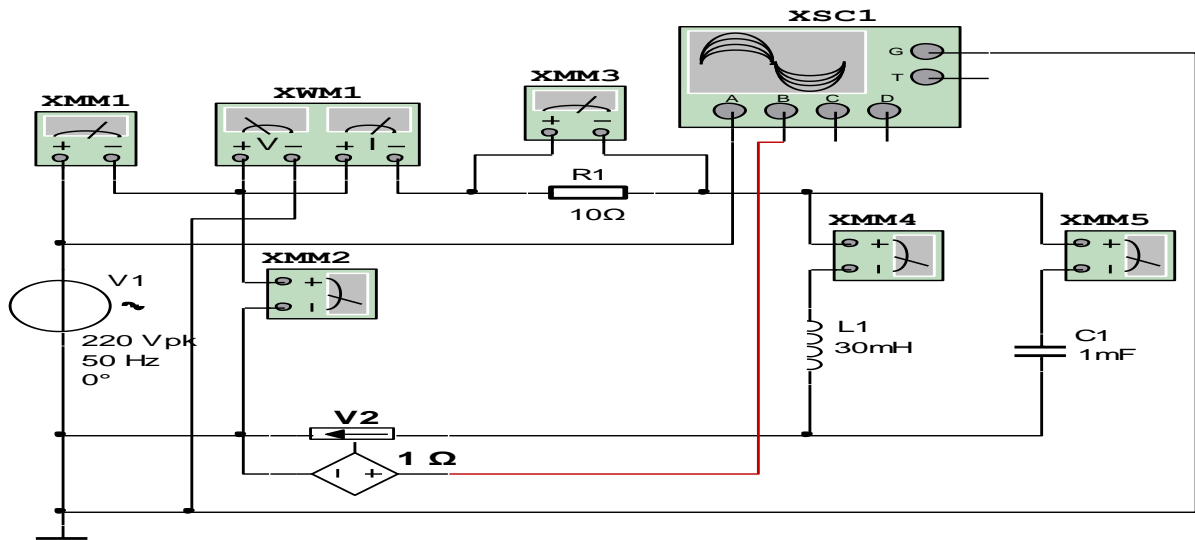 XSC1
G
T
A B C D
XMM1
+ −
XWM1
+ V − + I −
XMM3
+ −
R1
10Ω
XMM4
+
−
XMM5
+
−
XMM2
+
−
V1
~
220 Vpk
50 Hz
0°
L1
30mH
C1
1mF
V2
1 Ω
− +